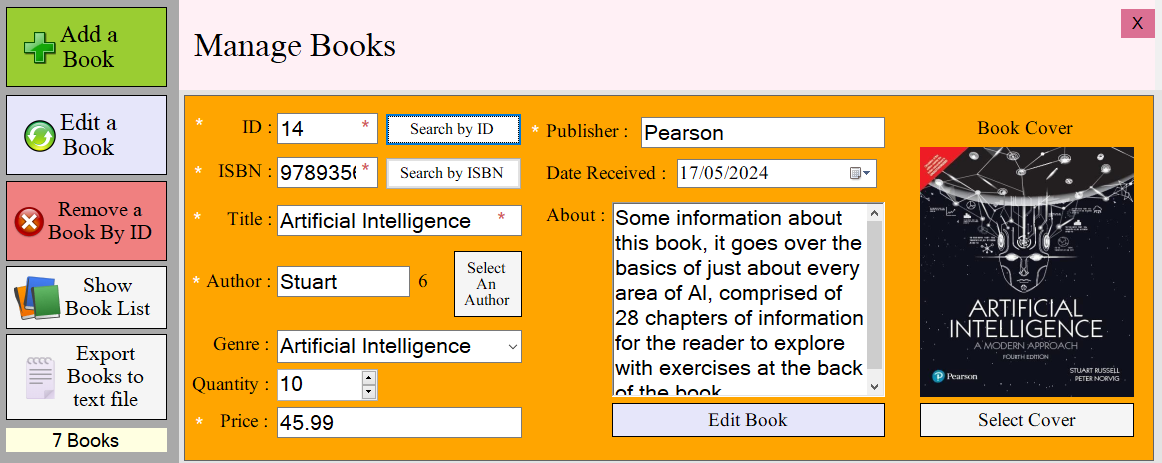 Add a
Book
Edit a
Book
Remove a
Book By ID
Show
Book List
Export
Books to
text file
7 Books
Manage Books
X
* ID : 14 *
Search by ID
* ISBN : 9789356 *
Search by ISBN
* Title : Artificial Intelligence *
* Author : Stuart 6
Select
An
Author
Genre : Artificial Intelligence
Quantity : 10
* Price : 45.99
* Publisher : Pearson
Date Received : 17/05/2024
About : Some information about
this book, it goes over the
basics of just about every
area of AI, comprised of
28 chapters of information
for the reader to explore
with exercises at the back
of the book
Edit Book
Book Cover
ARTIFICIAL
INTELLIGENCE
A MODERN APPROACH
FOURTH EDITION
Pearson
STUART RUSSELL
PETER NORVIG
Select Cover